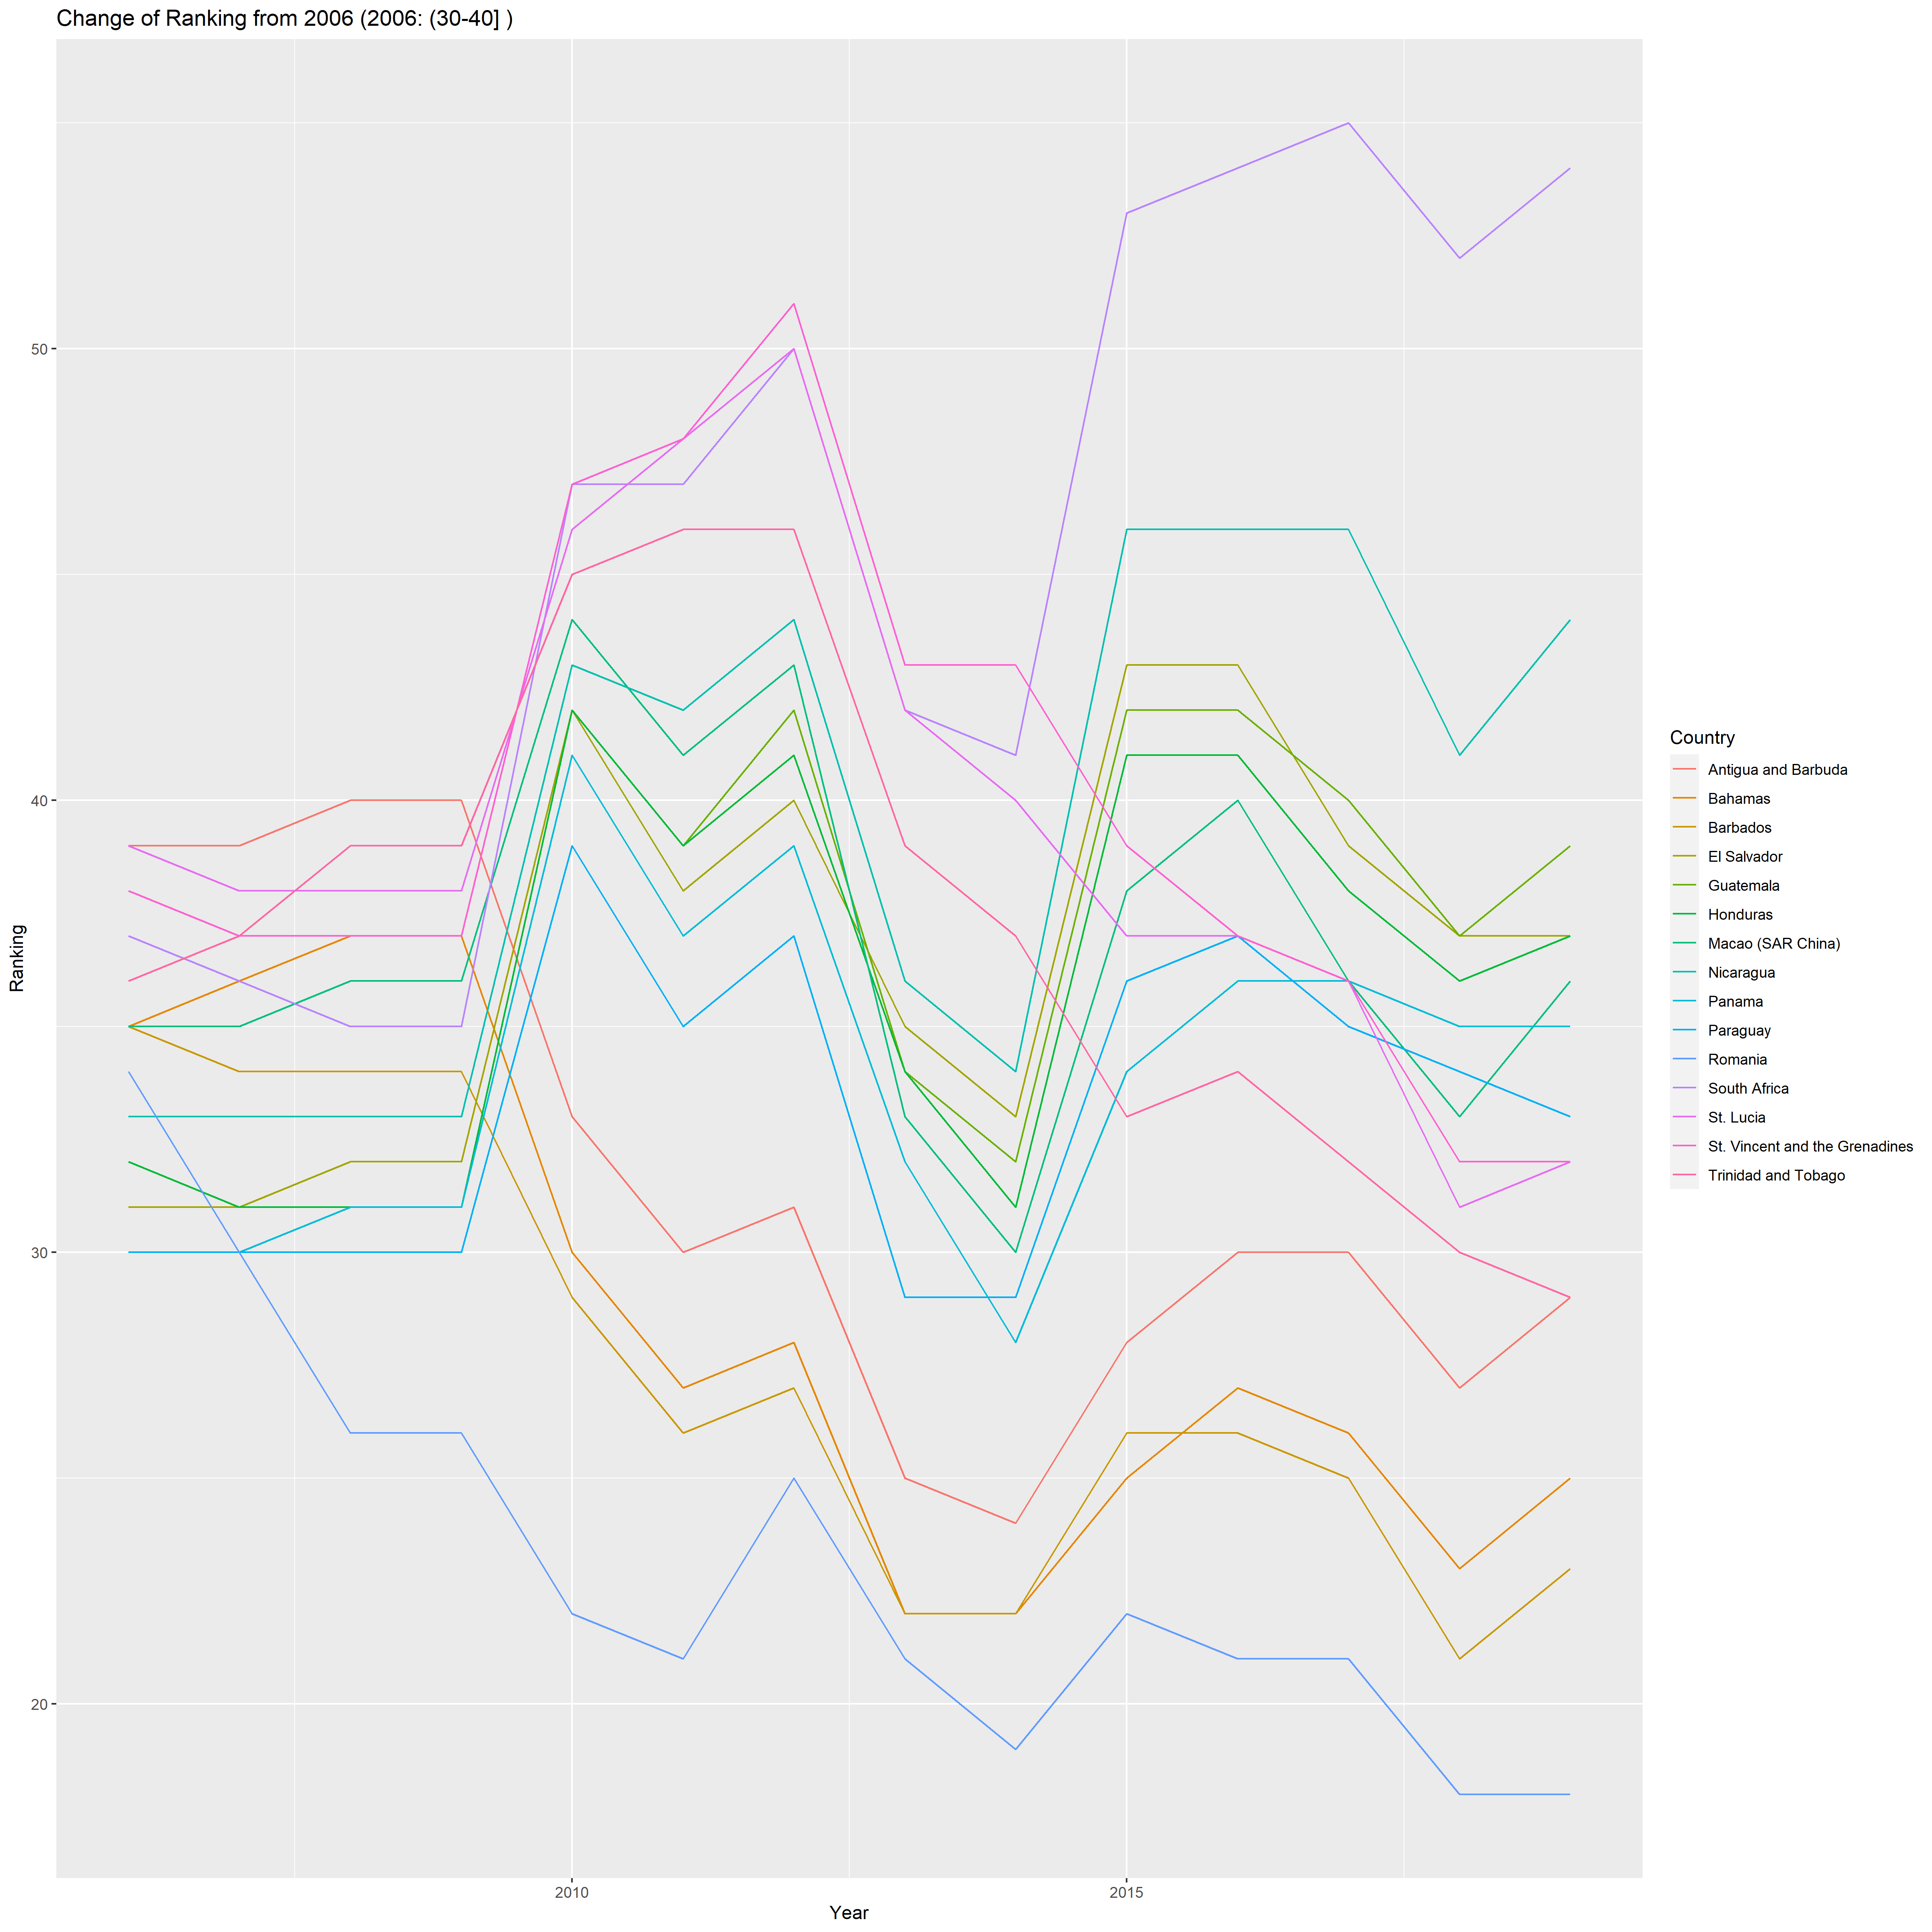 Change of Ranking from 2006 (2006: (30-40] )
50
40
30
20
Ranking
2010
2015
Year
Country
Antigua and Barbuda
Bahamas
Barbados
El Salvador
Guatemala
Honduras
Macao (SAR China)
Nicaragua
Panama
Paraguay
Romania
South Africa
St. Lucia
St. Vincent and the Grenadines
Trinidad and Tobago